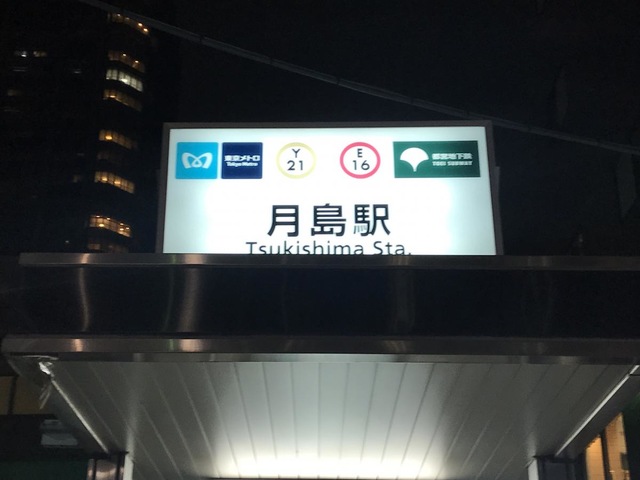 東京メトロ
Tokyo Metro
Y
21
E
16
都営地下鉄
TOEI SUBWAY
月島駅
Tsukishima Sta.